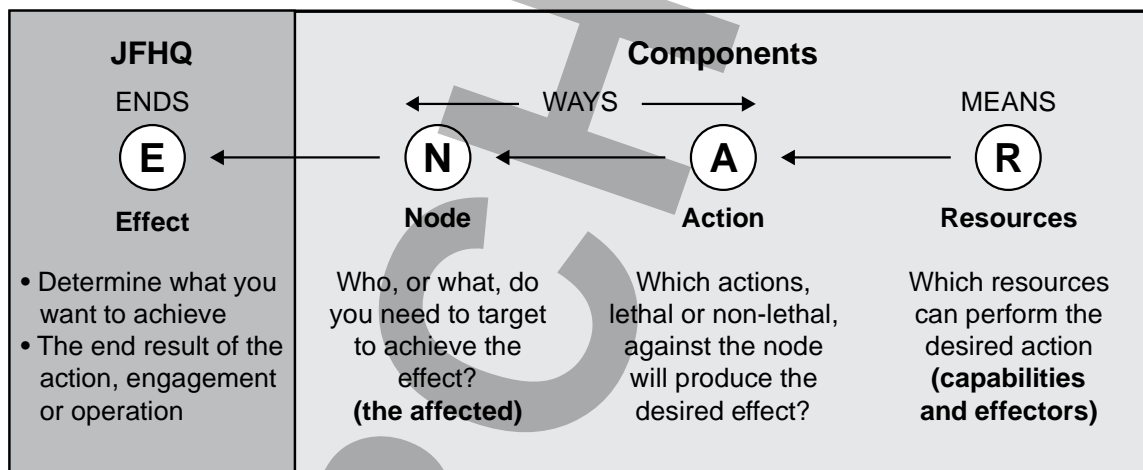 JFHQ
Components
ENDS
WAYS
MEANS
E
N
A
R
Effect
Node
Action
Resources
• Determine what you
want to achieve
• The end result of the
action, engagement
or operation
Who, or what, do
you need to target
to achieve the
effect?
(the affected)
Which actions,
lethal or non-lethal,
against the node
will produce the
desired effect?
Which resources
can perform the
desired action
(capabilities
and effectors)